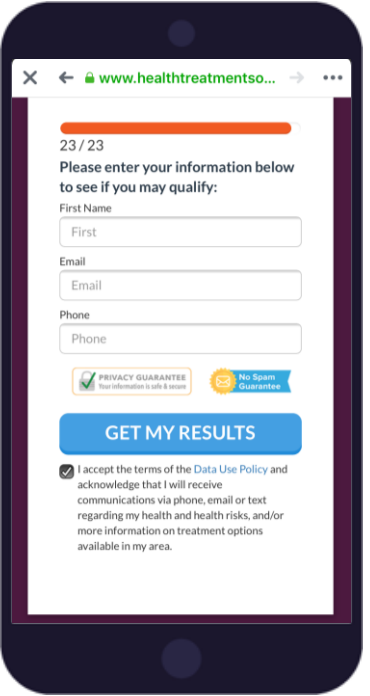 www.healthtreatmentso...
23 / 23
Please enter your information below
to see if you may qualify:
First Name
First
Email
Email
Phone
Phone
PRIVACY GUARANTEE
Your information is safe & secure
No Spam
Guarantee
GET MY RESULTS
I accept the terms of the Data Use Policy and
acknowledge that I will receive
communications via phone, email or text
regarding my health and health risks, and/or
more information on treatment options
available in my area.